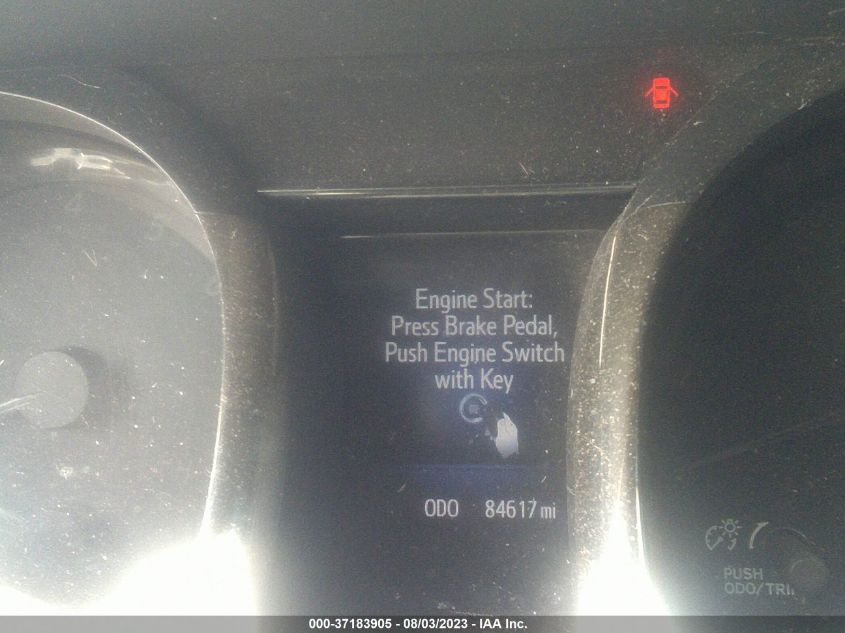 Engine Start:
Press Brake Pedal,
Push Engine Switch
with Key
ODO 84617 mi
PUSH
ODO/TRI
000-37183905 - 08/03/2023 - IAA Inc.